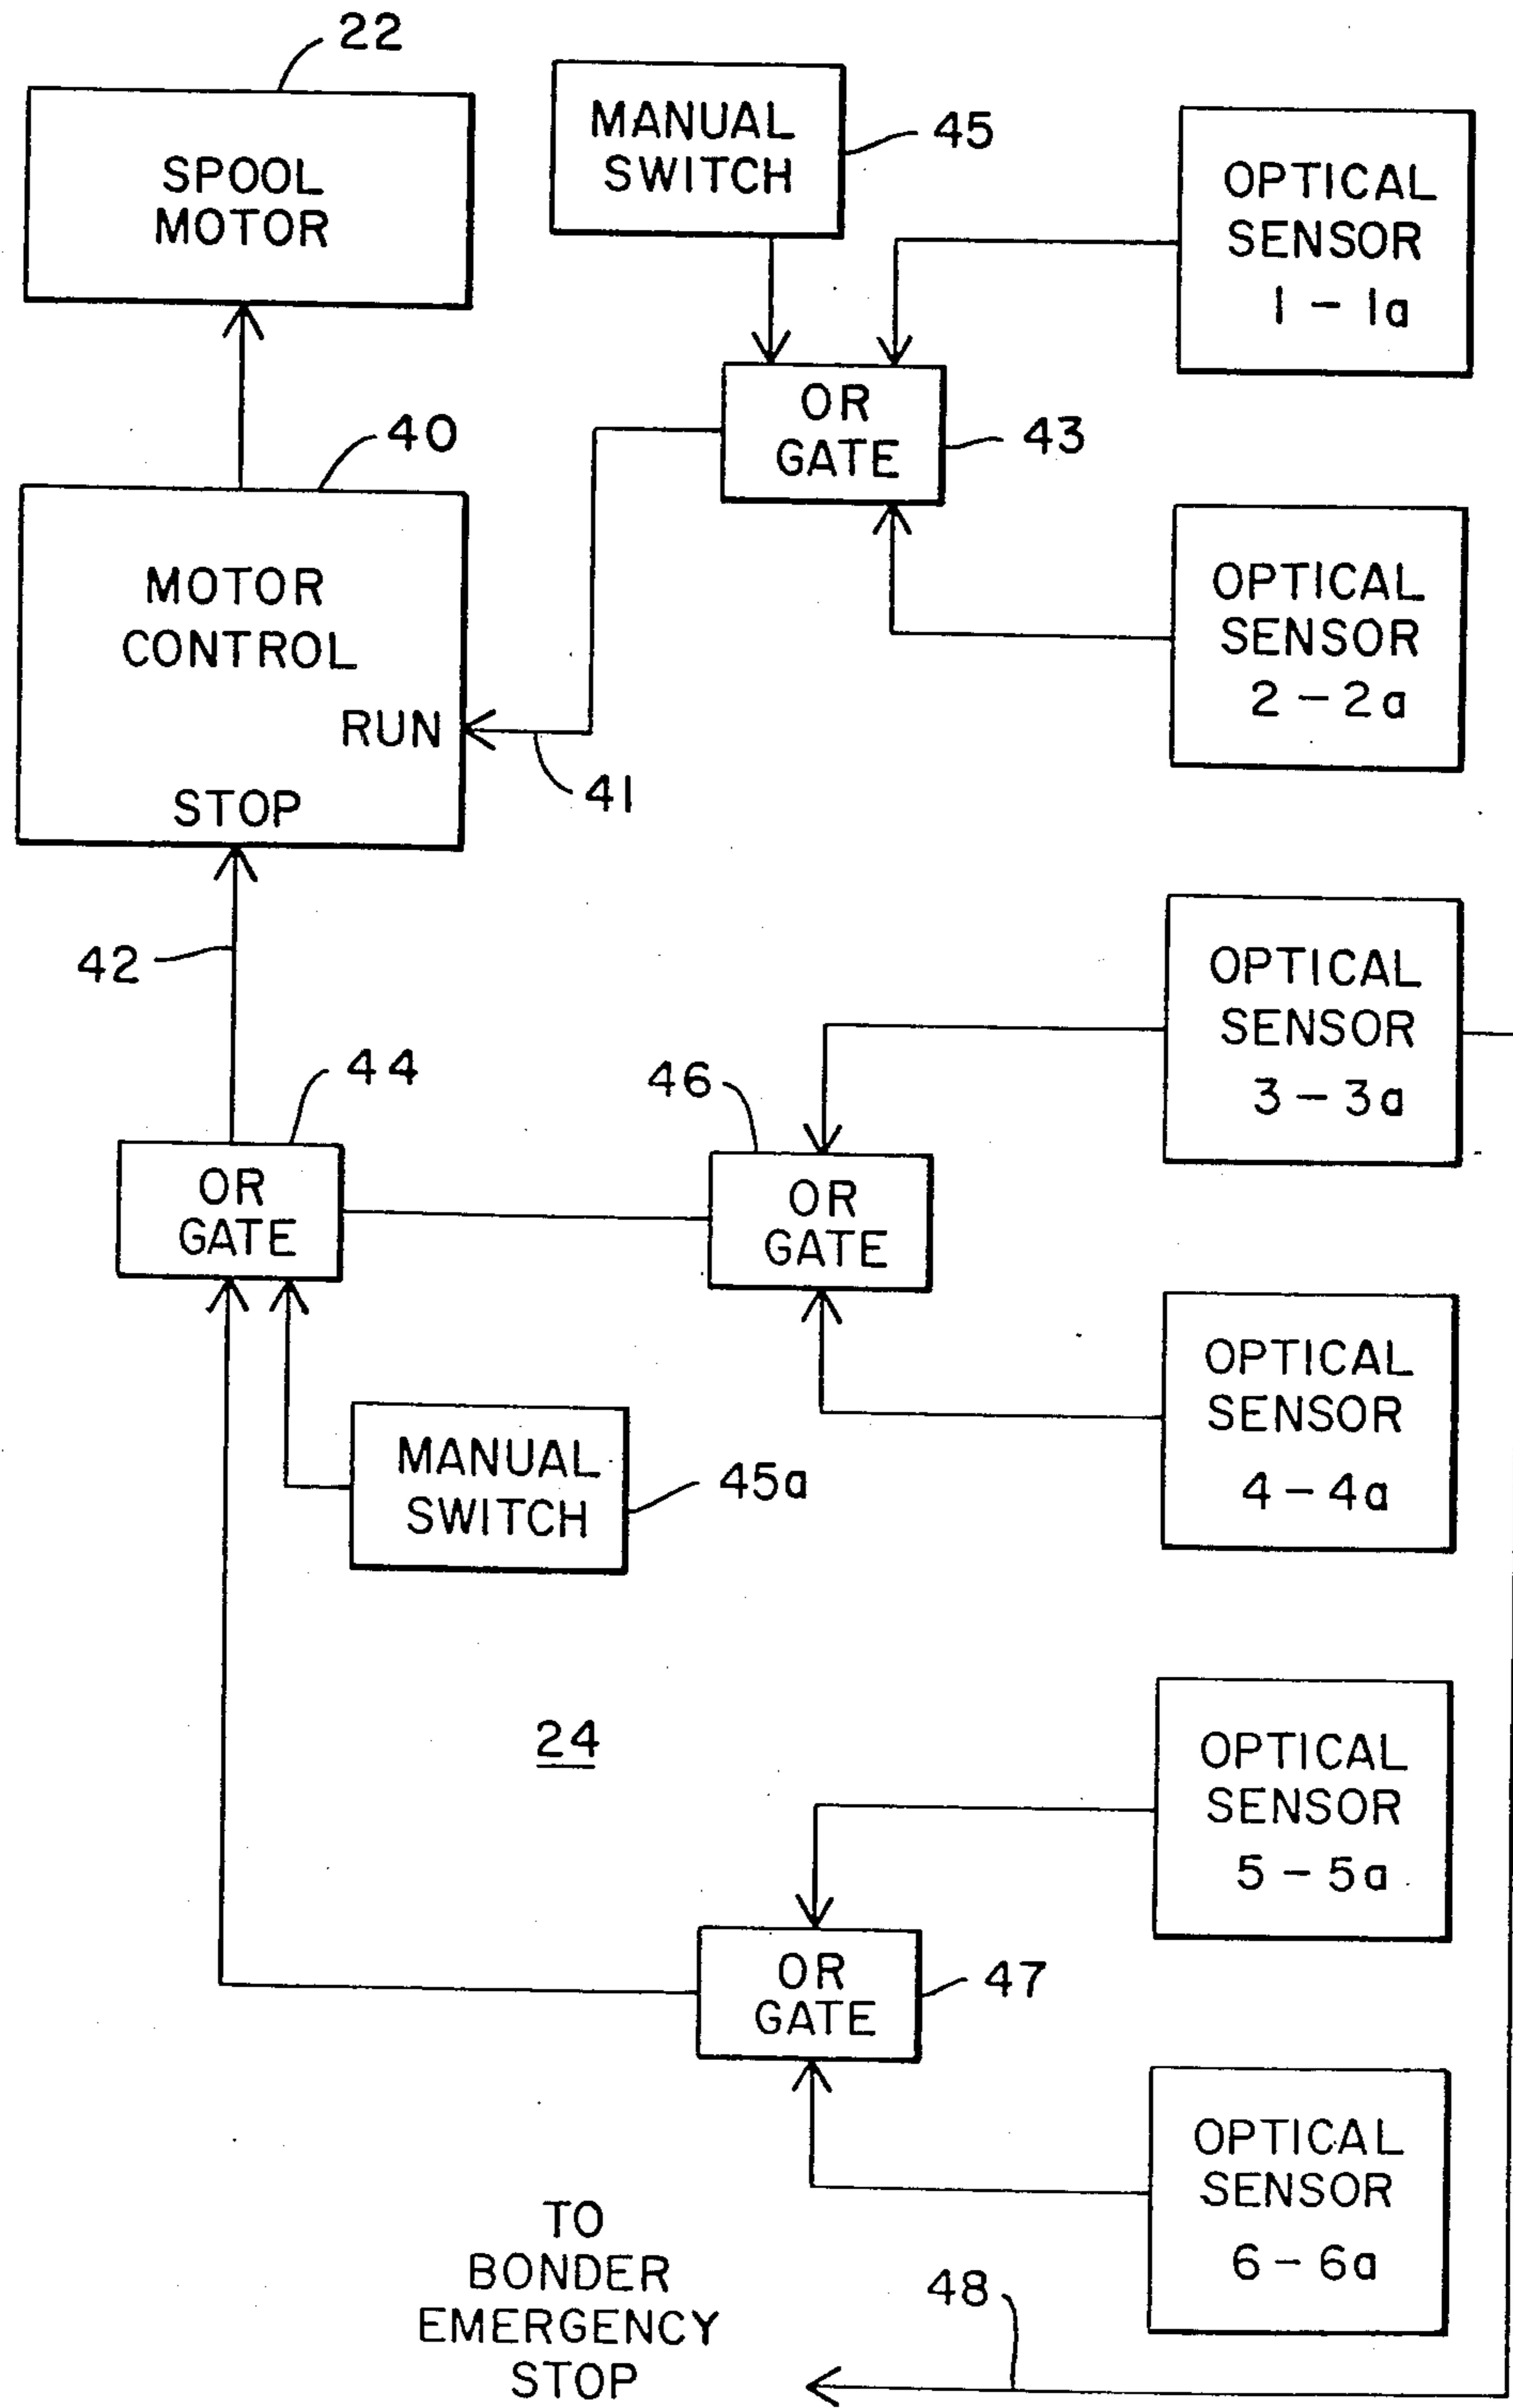 22
SPOOL
MOTOR
MANUAL
SWITCH
45
OPTICAL
SENSOR
1 - 1a
40
OR
GATE
43
MOTOR
CONTROL
RUN
STOP
41
OPTICAL
SENSOR
2 - 2a
42
OPTICAL
SENSOR
3 - 3a
44
46
OR
GATE
OR
GATE
MANUAL
SWITCH
45a
OPTICAL
SENSOR
4 - 4a
24
OPTICAL
SENSOR
5 - 5a
OR
GATE
47
OPTICAL
SENSOR
6 - 6a
TO
BONDER
EMERGENCY
STOP
48